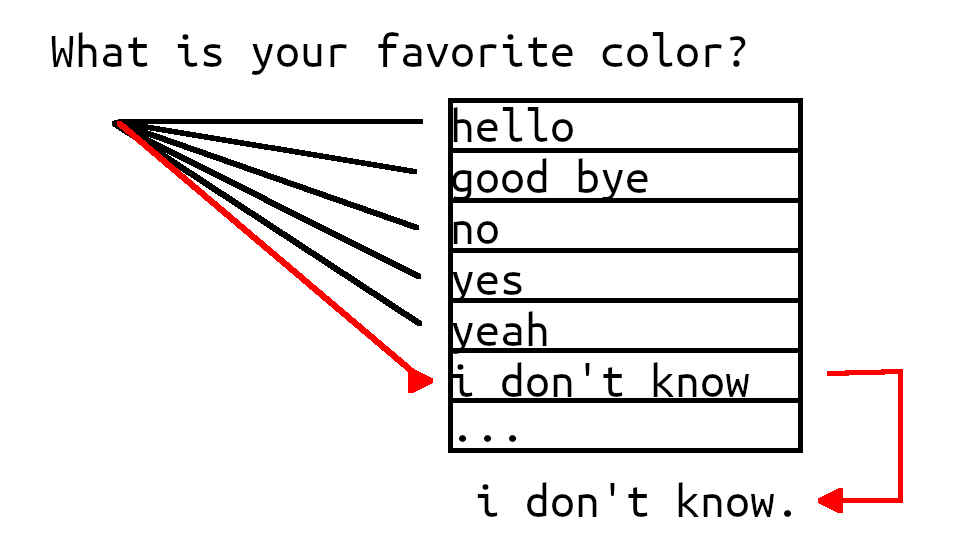 What is your favorite color?
hello
good bye
no
yes
yeah
i don't know
...
i don't know.